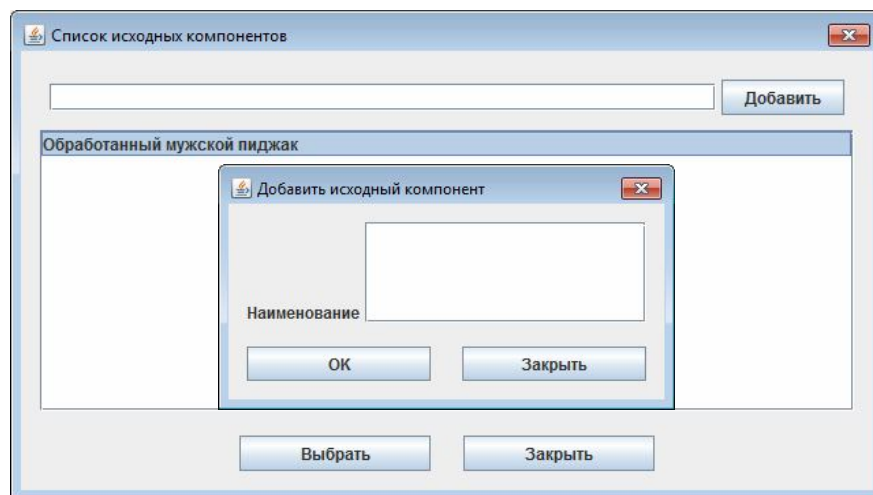 Список исходных компонентов
Добавить
Обработанный мужской пиджак
Добавить исходный компонент
Наименование
OK
Закрыть
Выбрать
Закрыть